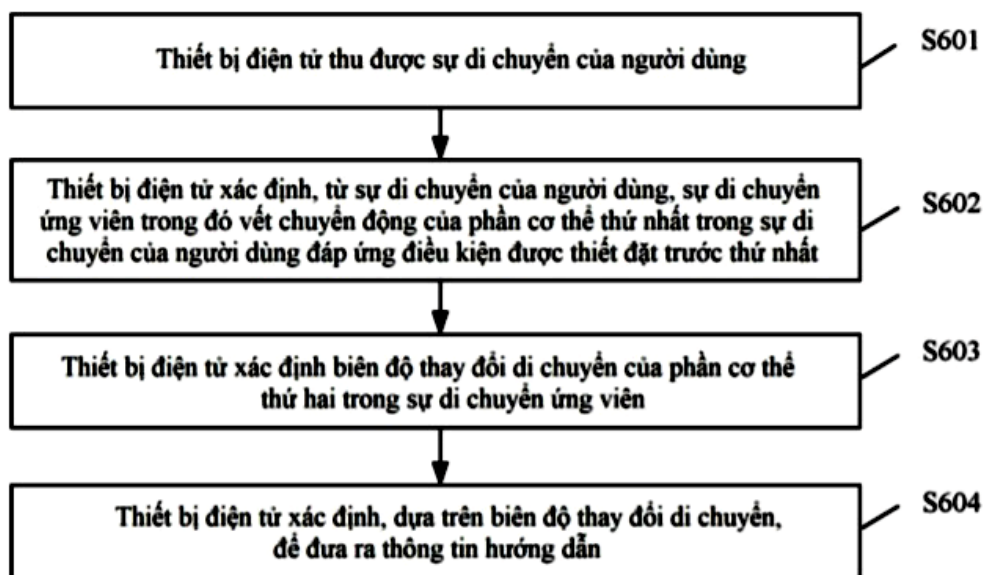 Thiết bị điện tử thu được sự di chuyển của người dùng
S601
Thiết bị điện tử xác định, từ sự di chuyển của người dùng, sự di chuyển
ứng viên trong đó vết chuyển động của phần cơ thể thứ nhất trong sự di
chuyển của người dùng đáp ứng điều kiện được thiết đặt trước thứ nhất
S602
Thiết bị điện tử xác định biên độ thay đổi di chuyển của phần cơ thể
thứ hai trong sự di chuyển ứng viên
S603
Thiết bị điện tử xác định, dựa trên biên độ thay đổi di chuyển,
để đưa ra thông tin hướng dẫn
S604